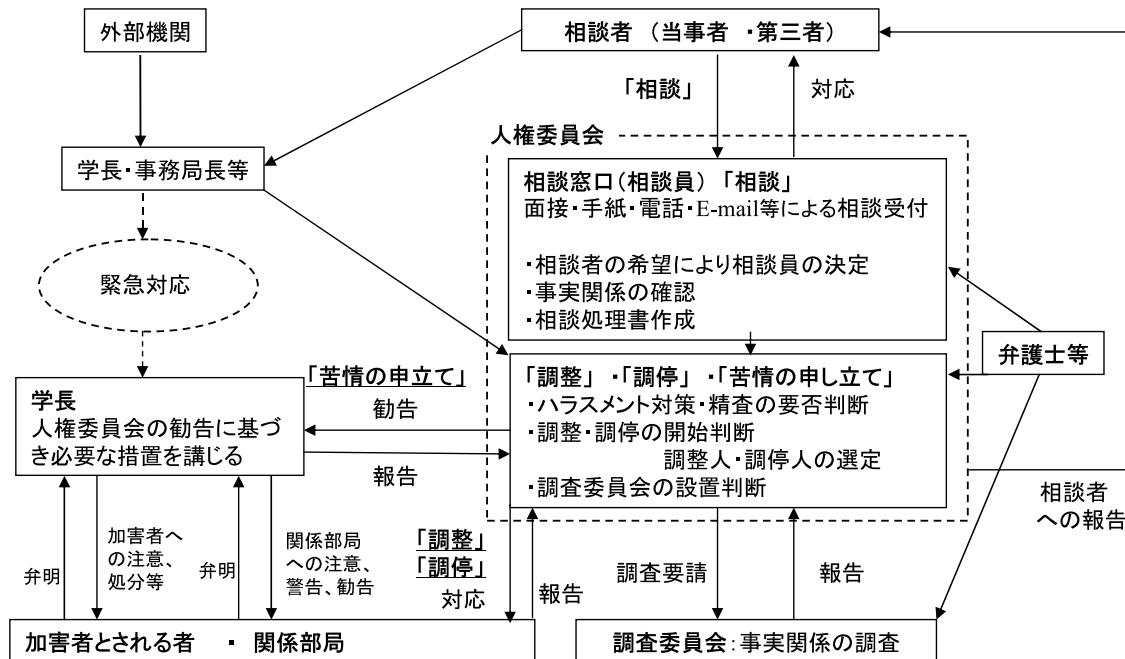 外部機関
相談者 （当事者 ・第三者）
「相談」
対応
人権委員会
学長・事務局長等
相談窓口（相談員） 「相談」
面接・手紙・電話・E-mail等による相談受付
・相談者の希望により相談員の決定
・事実関係の確認
・相談処理書作成
緊急対応
弁護士等
「苦情の申立て」
勧告
「調整」 ・「調停」 ・「苦情の申し立て」
・ハラスメント対策・精査の要否判断
・調整・調停の開始判断
調整人・調停人の選定
・調査委員会の設置判断
学長
人権委員会の勧告に基づ
き必要な措置を講じる
報告
相談者
への報告
弁明
加害者へ
の注意、
処分等
弁明
関係部局
への注意、
警告、勧告
「調整」
「調停」
対応
報告
調査要請
報告
加害者とされる者 ・ 関係部局
調査委員会：事実関係の調査